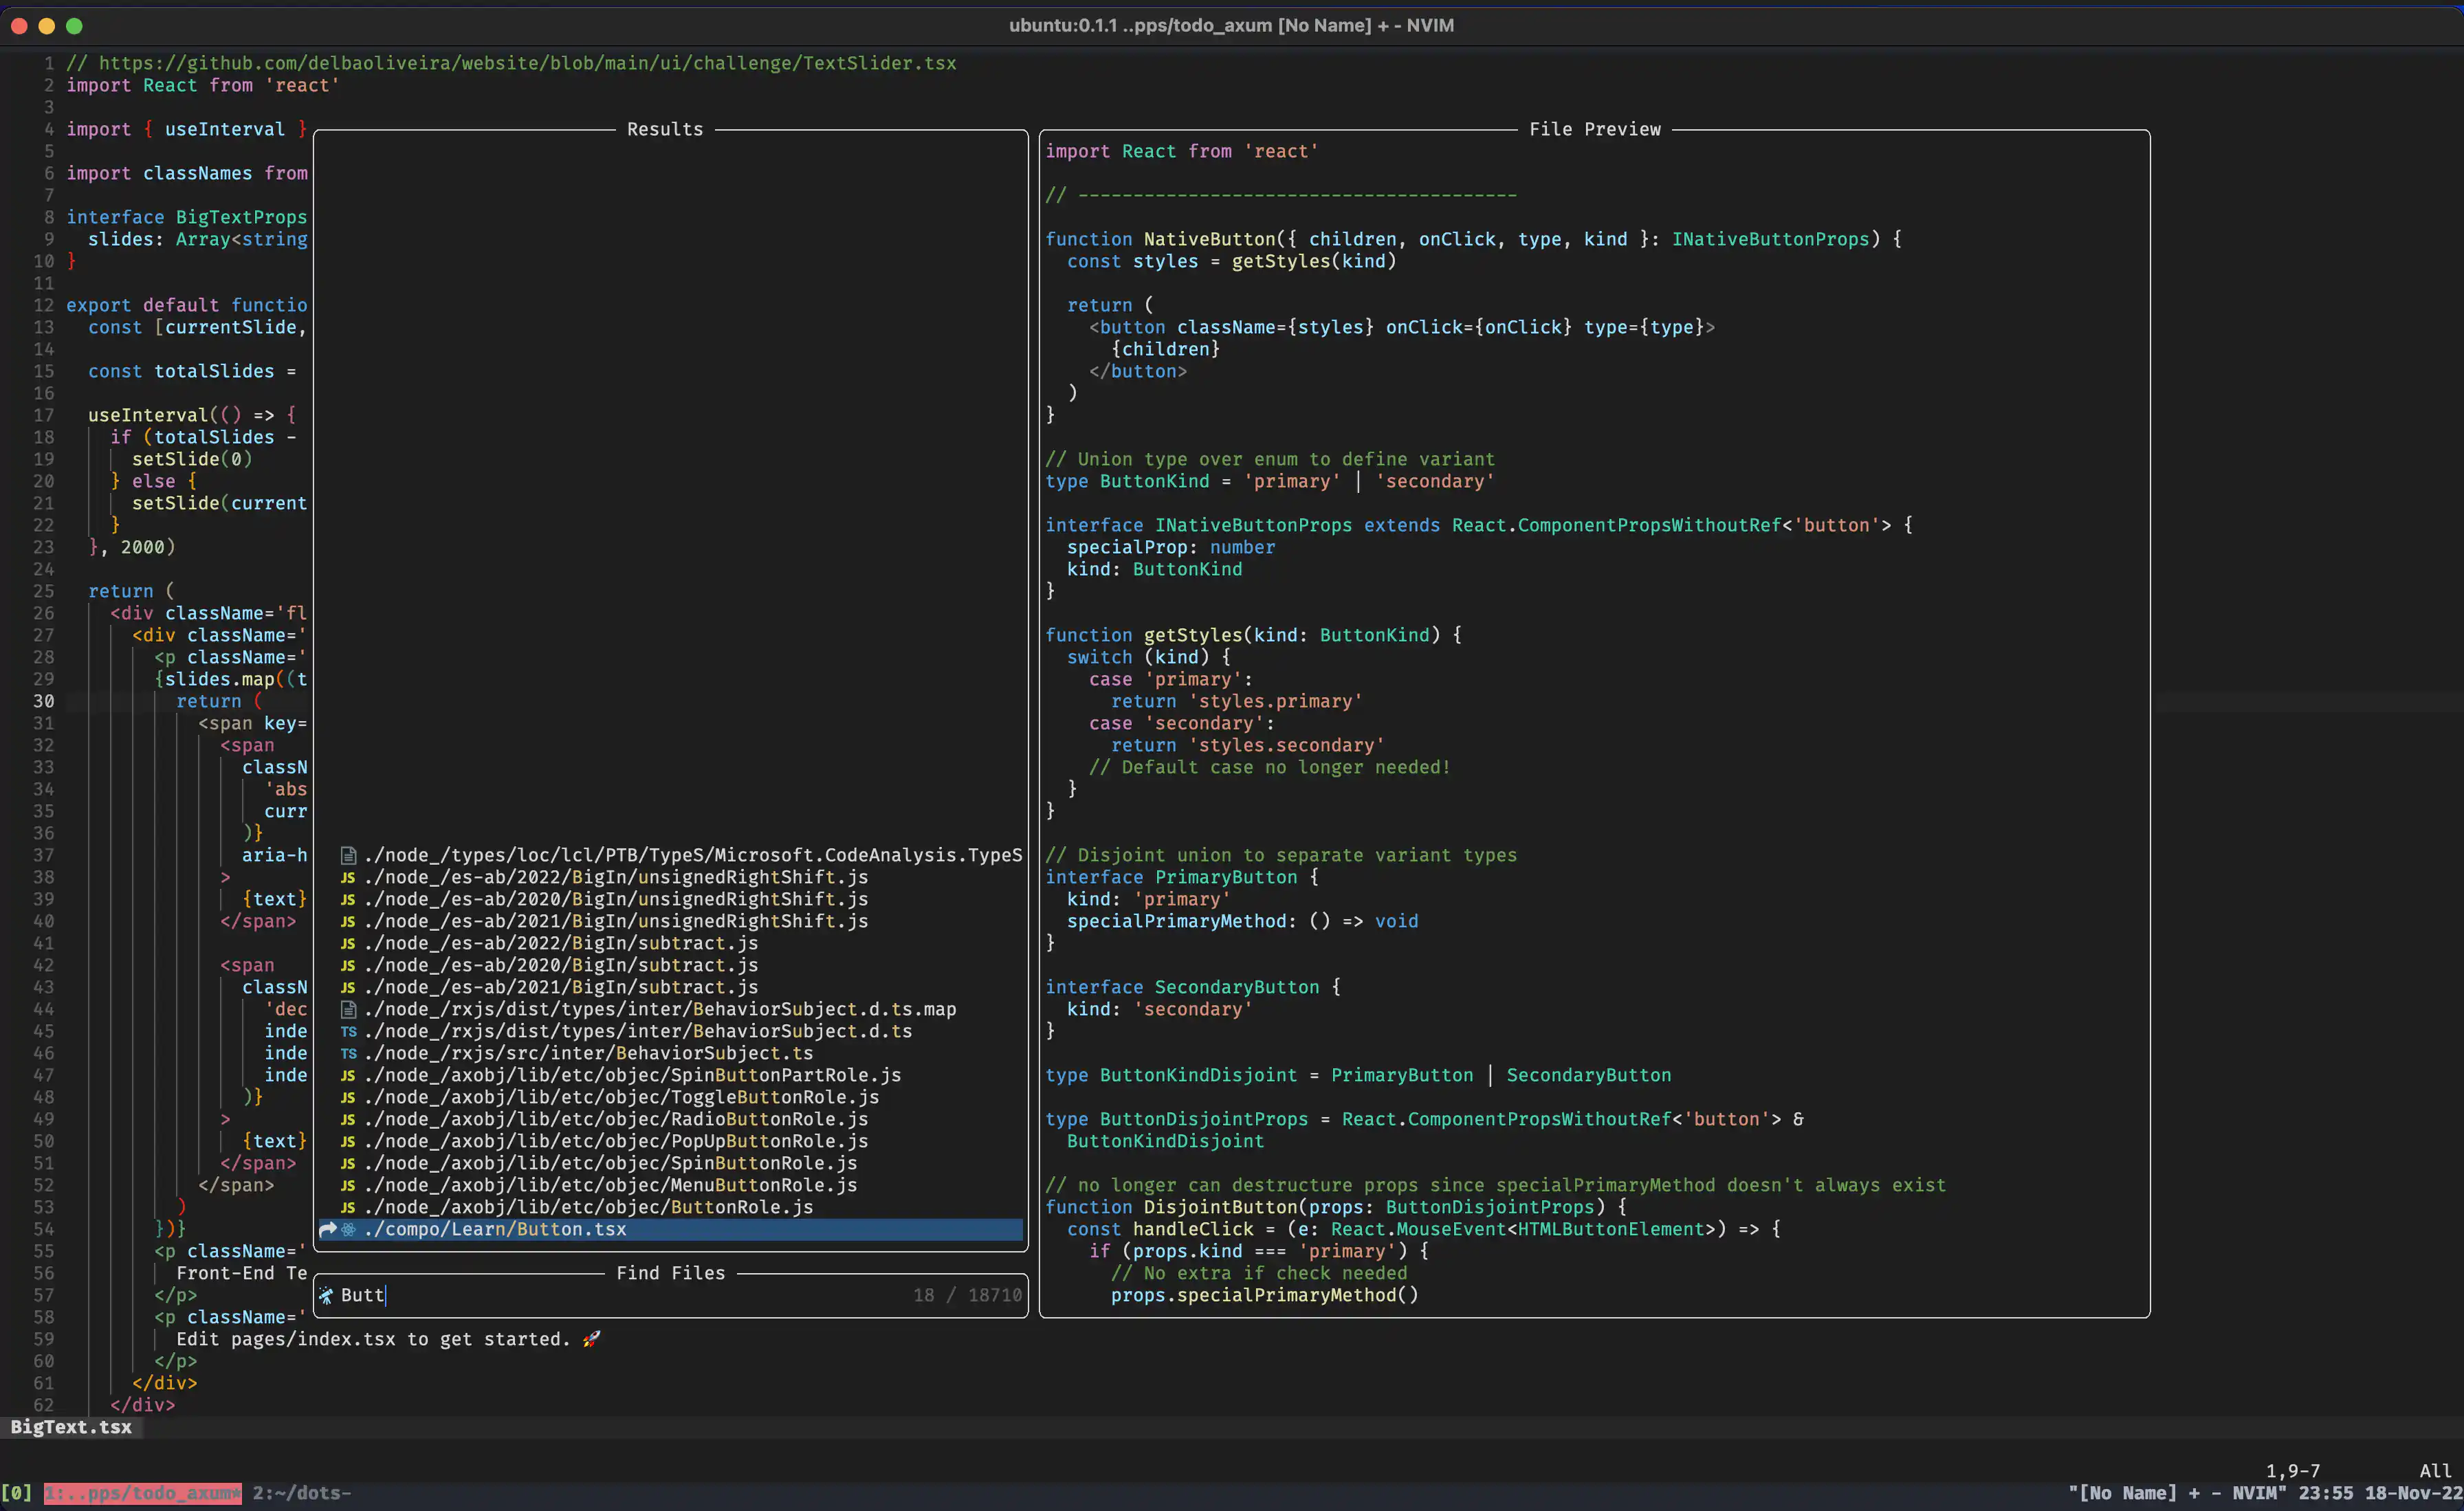 ubuntu:0.1.1 ..pps/todo_axum [No Name] + - NVIM
1 // https://github.com/delbaoliveira/website/blob/main/ui/challenge/TextSlider.tsx
2 import React from 'react'
3
4 import { useInterval }
5
6 import classNames from
7
8 interface BigTextProps
9 slides: Array<string
10 }
11
12 export default functio
13 const [currentSlide,
14
15 const totalSlides =
16
17 useInterval(() => {
18 if (totalSlides -
19 setSlide(0)
20 } else {
21 setSlide(current
22 }
23 }, 2000)
24
25 return (
26 <div className='fl
27 <div className='
28 <p className='
29 {slides.map((t
30 return (
31 <span key=
32 <span
33 classN
34 'abs
35 curr
36 )}
37 aria-h
38 >
39 {text}
40 </span>
41
42 <span
43 classN
44 'dec
45 inde
46 inde
47 inde
48 )}
49 >
50 {text}
51 </span>
52 </span>
53 )
54 })}
55 <p className='
56 Front-End Te
57 </p>
58 <p className='
59 Edit pages/index.tsx to get started. 🚀
60 </p>
61 </div>
62 </div>
Results
./node_/types/loc/lcl/PTB/TypeS/Microsoft.CodeAnalysis.TypeS
JS ./node_/es-ab/2022/BigIn/unsignedRightShift.js
JS ./node_/es-ab/2020/BigIn/unsignedRightShift.js
JS ./node_/es-ab/2021/BigIn/unsignedRightShift.js
JS ./node_/es-ab/2022/BigIn/subtract.js
JS ./node_/es-ab/2020/BigIn/subtract.js
JS ./node_/es-ab/2021/BigIn/subtract.js
./node_/rxjs/dist/types/inter/BehaviorSubject.d.ts.map
TS ./node_/rxjs/dist/types/inter/BehaviorSubject.d.ts
TS ./node_/rxjs/src/inter/BehaviorSubject.ts
JS ./node_/axobj/lib/etc/objec/SpinButtonPartRole.js
JS ./node_/axobj/lib/etc/objec/ToggleButtonRole.js
JS ./node_/axobj/lib/etc/objec/RadioButtonRole.js
JS ./node_/axobj/lib/etc/objec/PopUpButtonRole.js
JS ./node_/axobj/lib/etc/objec/SpinButtonRole.js
JS ./node_/axobj/lib/etc/objec/MenuButtonRole.js
JS ./node_/axobj/lib/etc/objec/ButtonRole.js
./compo/Learn/Button.tsx
Find Files
Butt 18 / 18710
File Preview
import React from 'react'
// ----------------------------------------
function NativeButton({ children, onClick, type, kind }: INativeButtonProps) {
const styles = getStyles(kind)
return (
<button className={styles} onClick={onClick} type={type}>
{children}
</button>
)
}
// Union type over enum to define variant
type ButtonKind = 'primary' | 'secondary'
interface INativeButtonProps extends React.ComponentPropsWithoutRef<'button'> {
specialProp: number
kind: ButtonKind
}
function getStyles(kind: ButtonKind) {
switch (kind) {
case 'primary':
return 'styles.primary'
case 'secondary':
return 'styles.secondary'
// Default case no longer needed!
}
}
// Disjoint union to separate variant types
interface PrimaryButton {
kind: 'primary'
specialPrimaryMethod: () => void
}
interface SecondaryButton {
kind: 'secondary'
}
type ButtonKindDisjoint = PrimaryButton | SecondaryButton
type ButtonDisjointProps = React.ComponentPropsWithoutRef<'button'> &
ButtonKindDisjoint
// no longer can destructure props since specialPrimaryMethod doesn't always exist
function DisjointButton(props: ButtonDisjointProps) {
const handleClick = (e: React.MouseEvent<HTMLButtonElement>) => {
if (props.kind === 'primary') {
// No extra if check needed
props.specialPrimaryMethod()
BigText.tsx
1,9-7 All
[0] 1:..pps/todo_axum* 2:~/dots- "[No Name] + - NVIM" 23:55 18-Nov-22